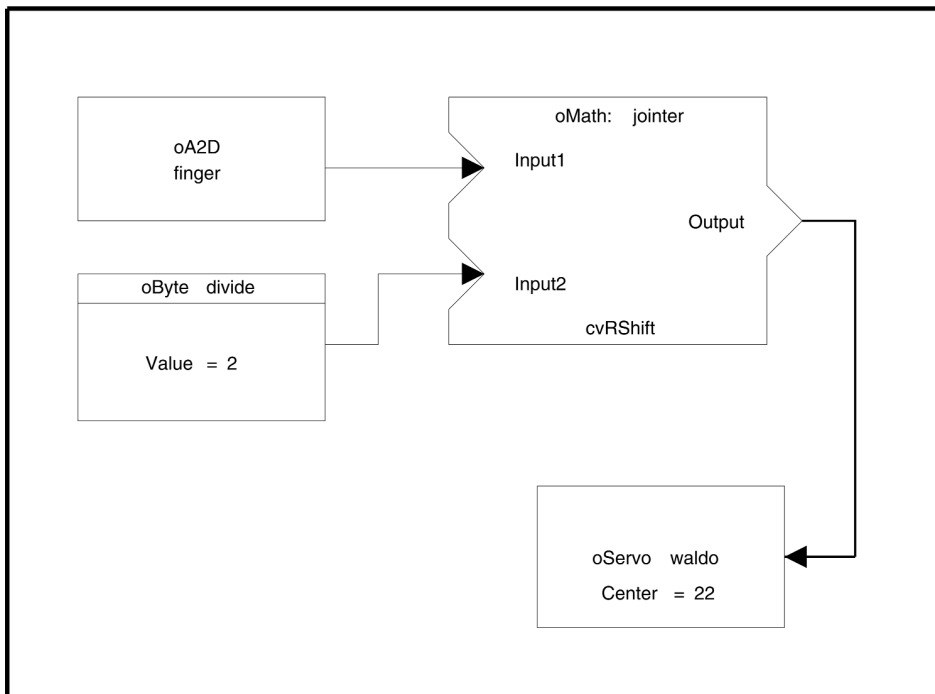 oA2D
finger
oByte divide
Value = 2
oMath: jointer
Input1
Output
Input2
cvRShift
oServo waldo
Center = 22